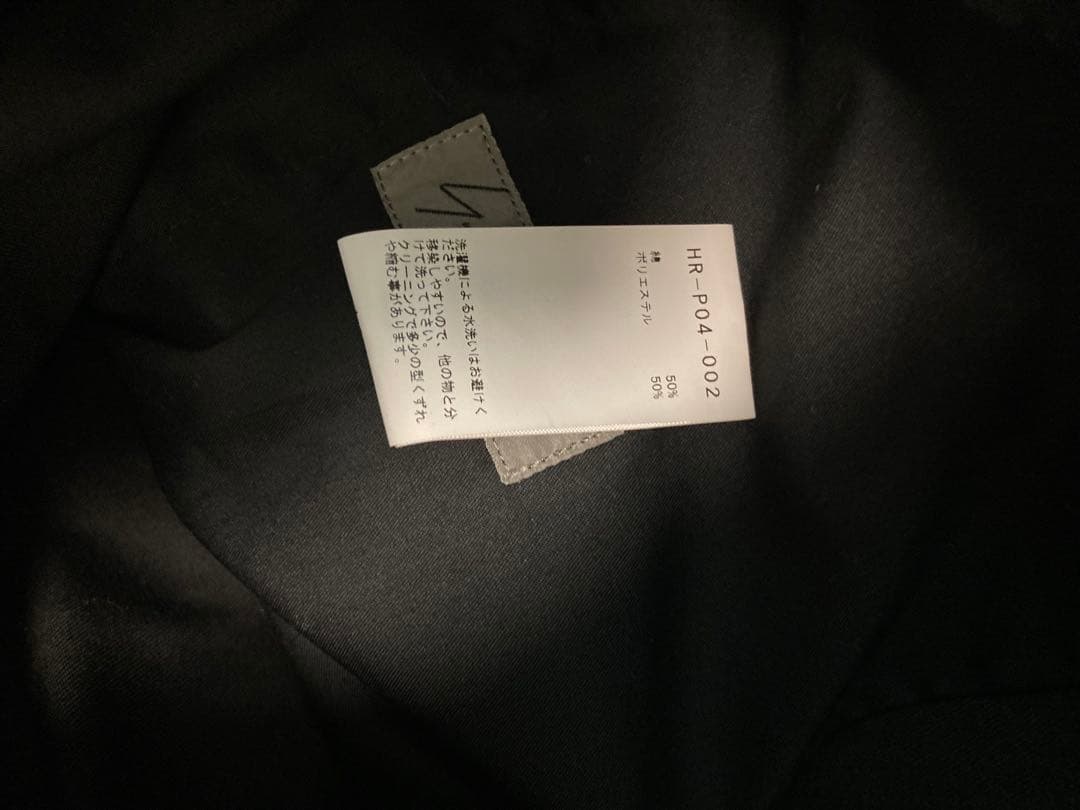 HR-P04-002
綿 50%
ポリエステル 50%
洗濯機による水洗いはお避けく
ださい。
移染しやすいので、他の物と分
けて洗って下さい。
クリーニングで多少の型くずれ
や縮む事があります。